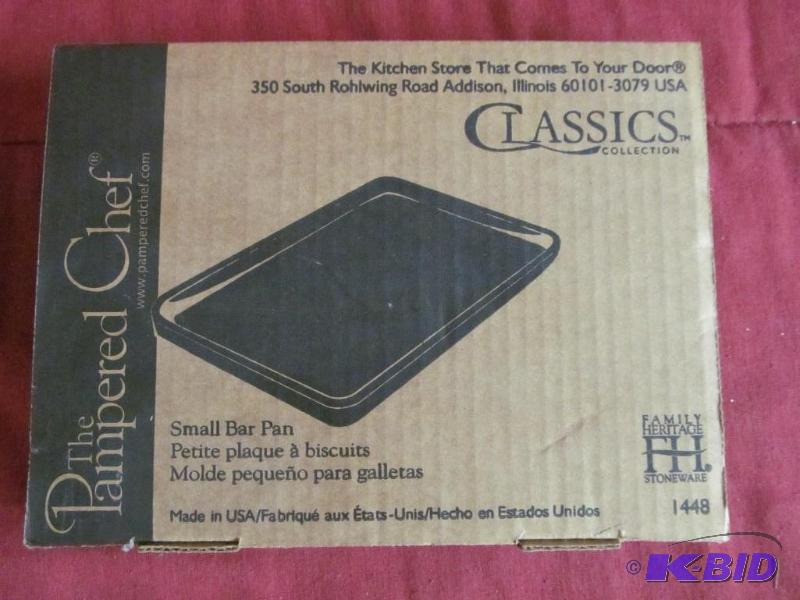 The Kitchen Store That Comes To Your Door®
350 South Rohlwing Road Addison, Illinois 60101-3079 USA
CLASSICS™
COLLECTION
The
Pampered Chef®
www.pamperedchef.com
Small Bar Pan
Petite plaque à biscuits
Molde pequeño para galletas
Made in USA/Fabriqué aux États-Unis/Hecho en Estados Unidos
FAMILY
HERITAGE
FH®
STONEWARE
1448
© K-BID